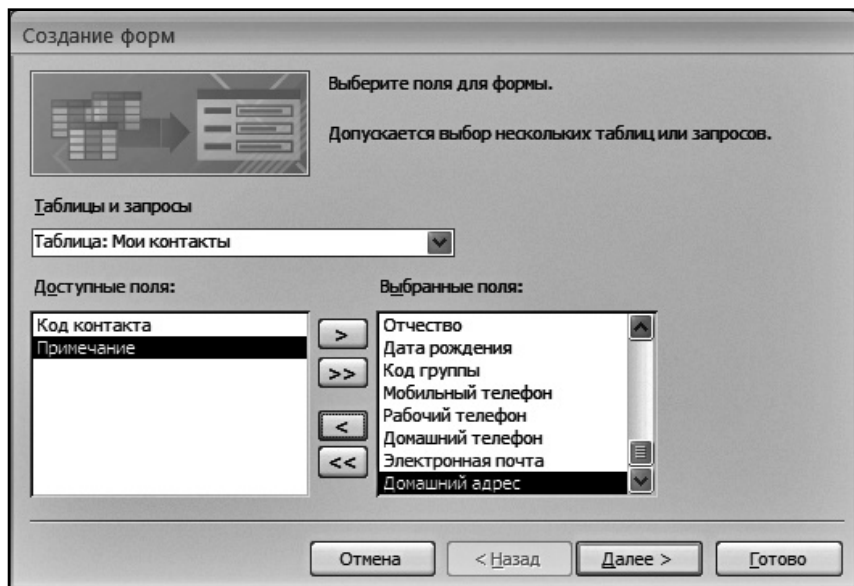 Создание форм
Выберите поля для формы.
Допускается выбор нескольких таблиц или запросов.
Таблицы и запросы
Таблица: Мои контакты
Доступные поля:
Выбранные поля:
Код контакта
Примечание
>
>>
<
<<
Отчество
Дата рождения
Код группы
Мобильный телефон
Рабочий телефон
Домашний телефон
Электронная почта
Домашний адрес
Отмена
< Назад
Далее >
Готово